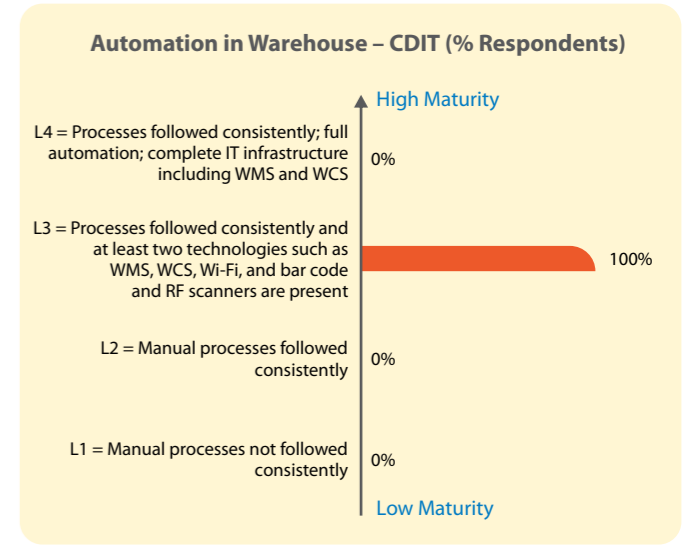 Automation in Warehouse – CDIT (% Respondents)
High Maturity
L4 = Processes followed consistently; full
automation; complete IT infrastructure
including WMS and WCS
0%
L3 = Processes followed consistently and
at least two technologies such as
WMS, WCS, Wi-Fi, and bar code
and RF scanners are present
100%
L2 = Manual processes followed
consistently
0%
L1 = Manual processes not followed
consistently
0%
Low Maturity